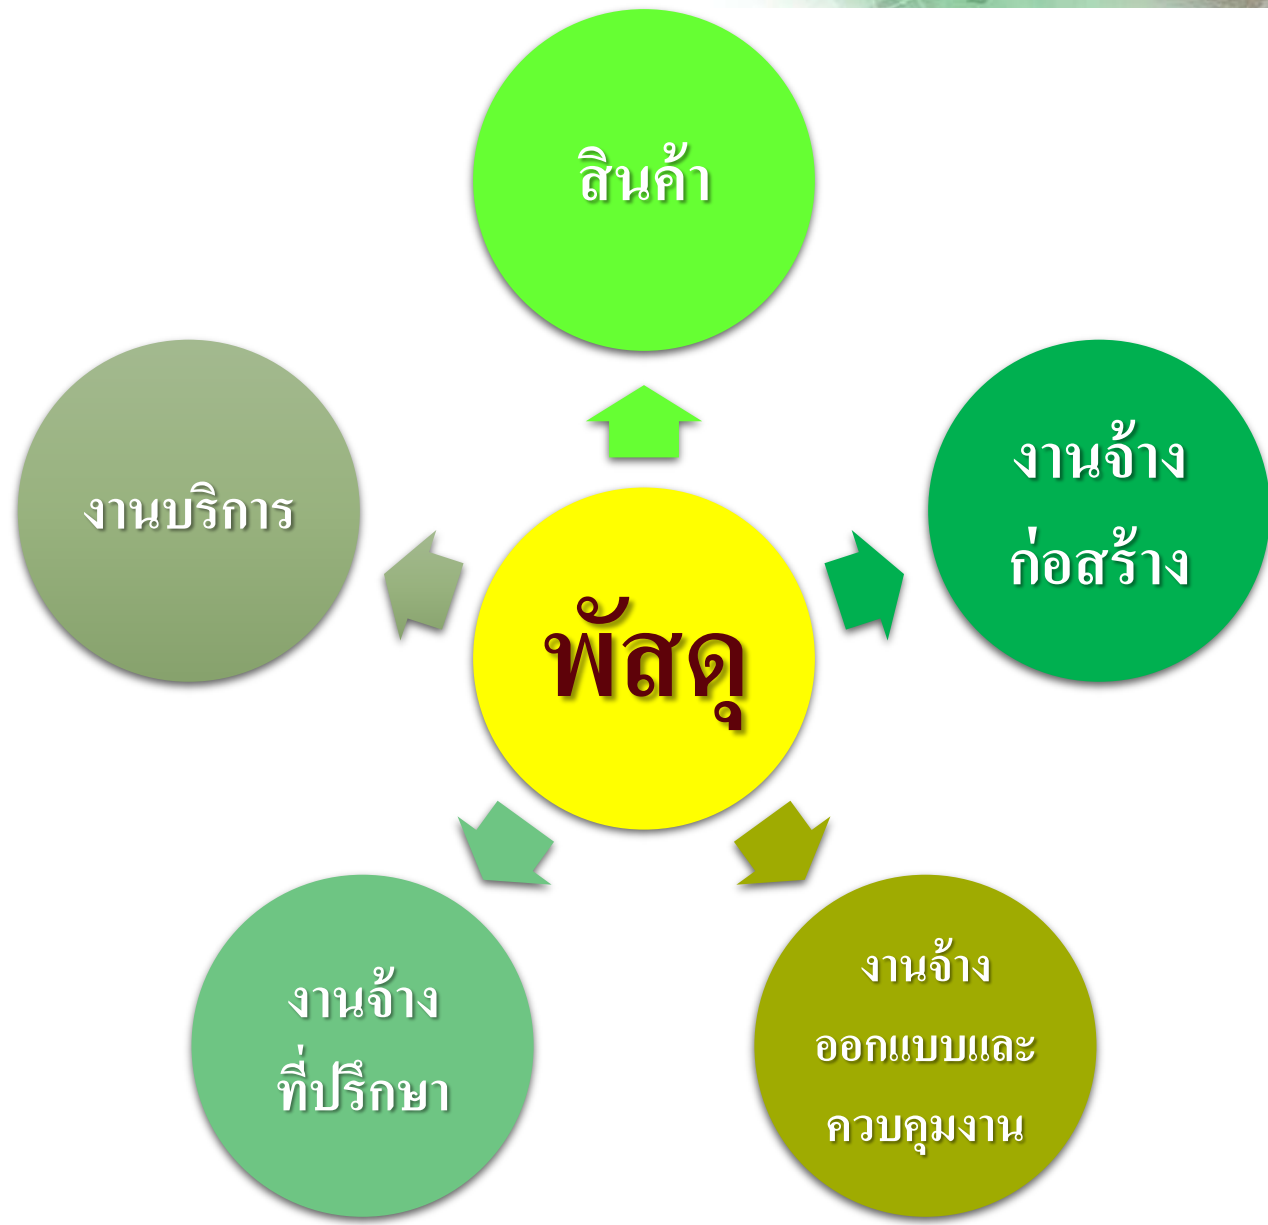 สินค้า
งานบริการ
งานจ้าง
ก่อสร้าง
พัสดุ
งานจ้าง
ที่ปรึกษา
งานจ้าง
ออกแบบและ
ควบคุมงาน